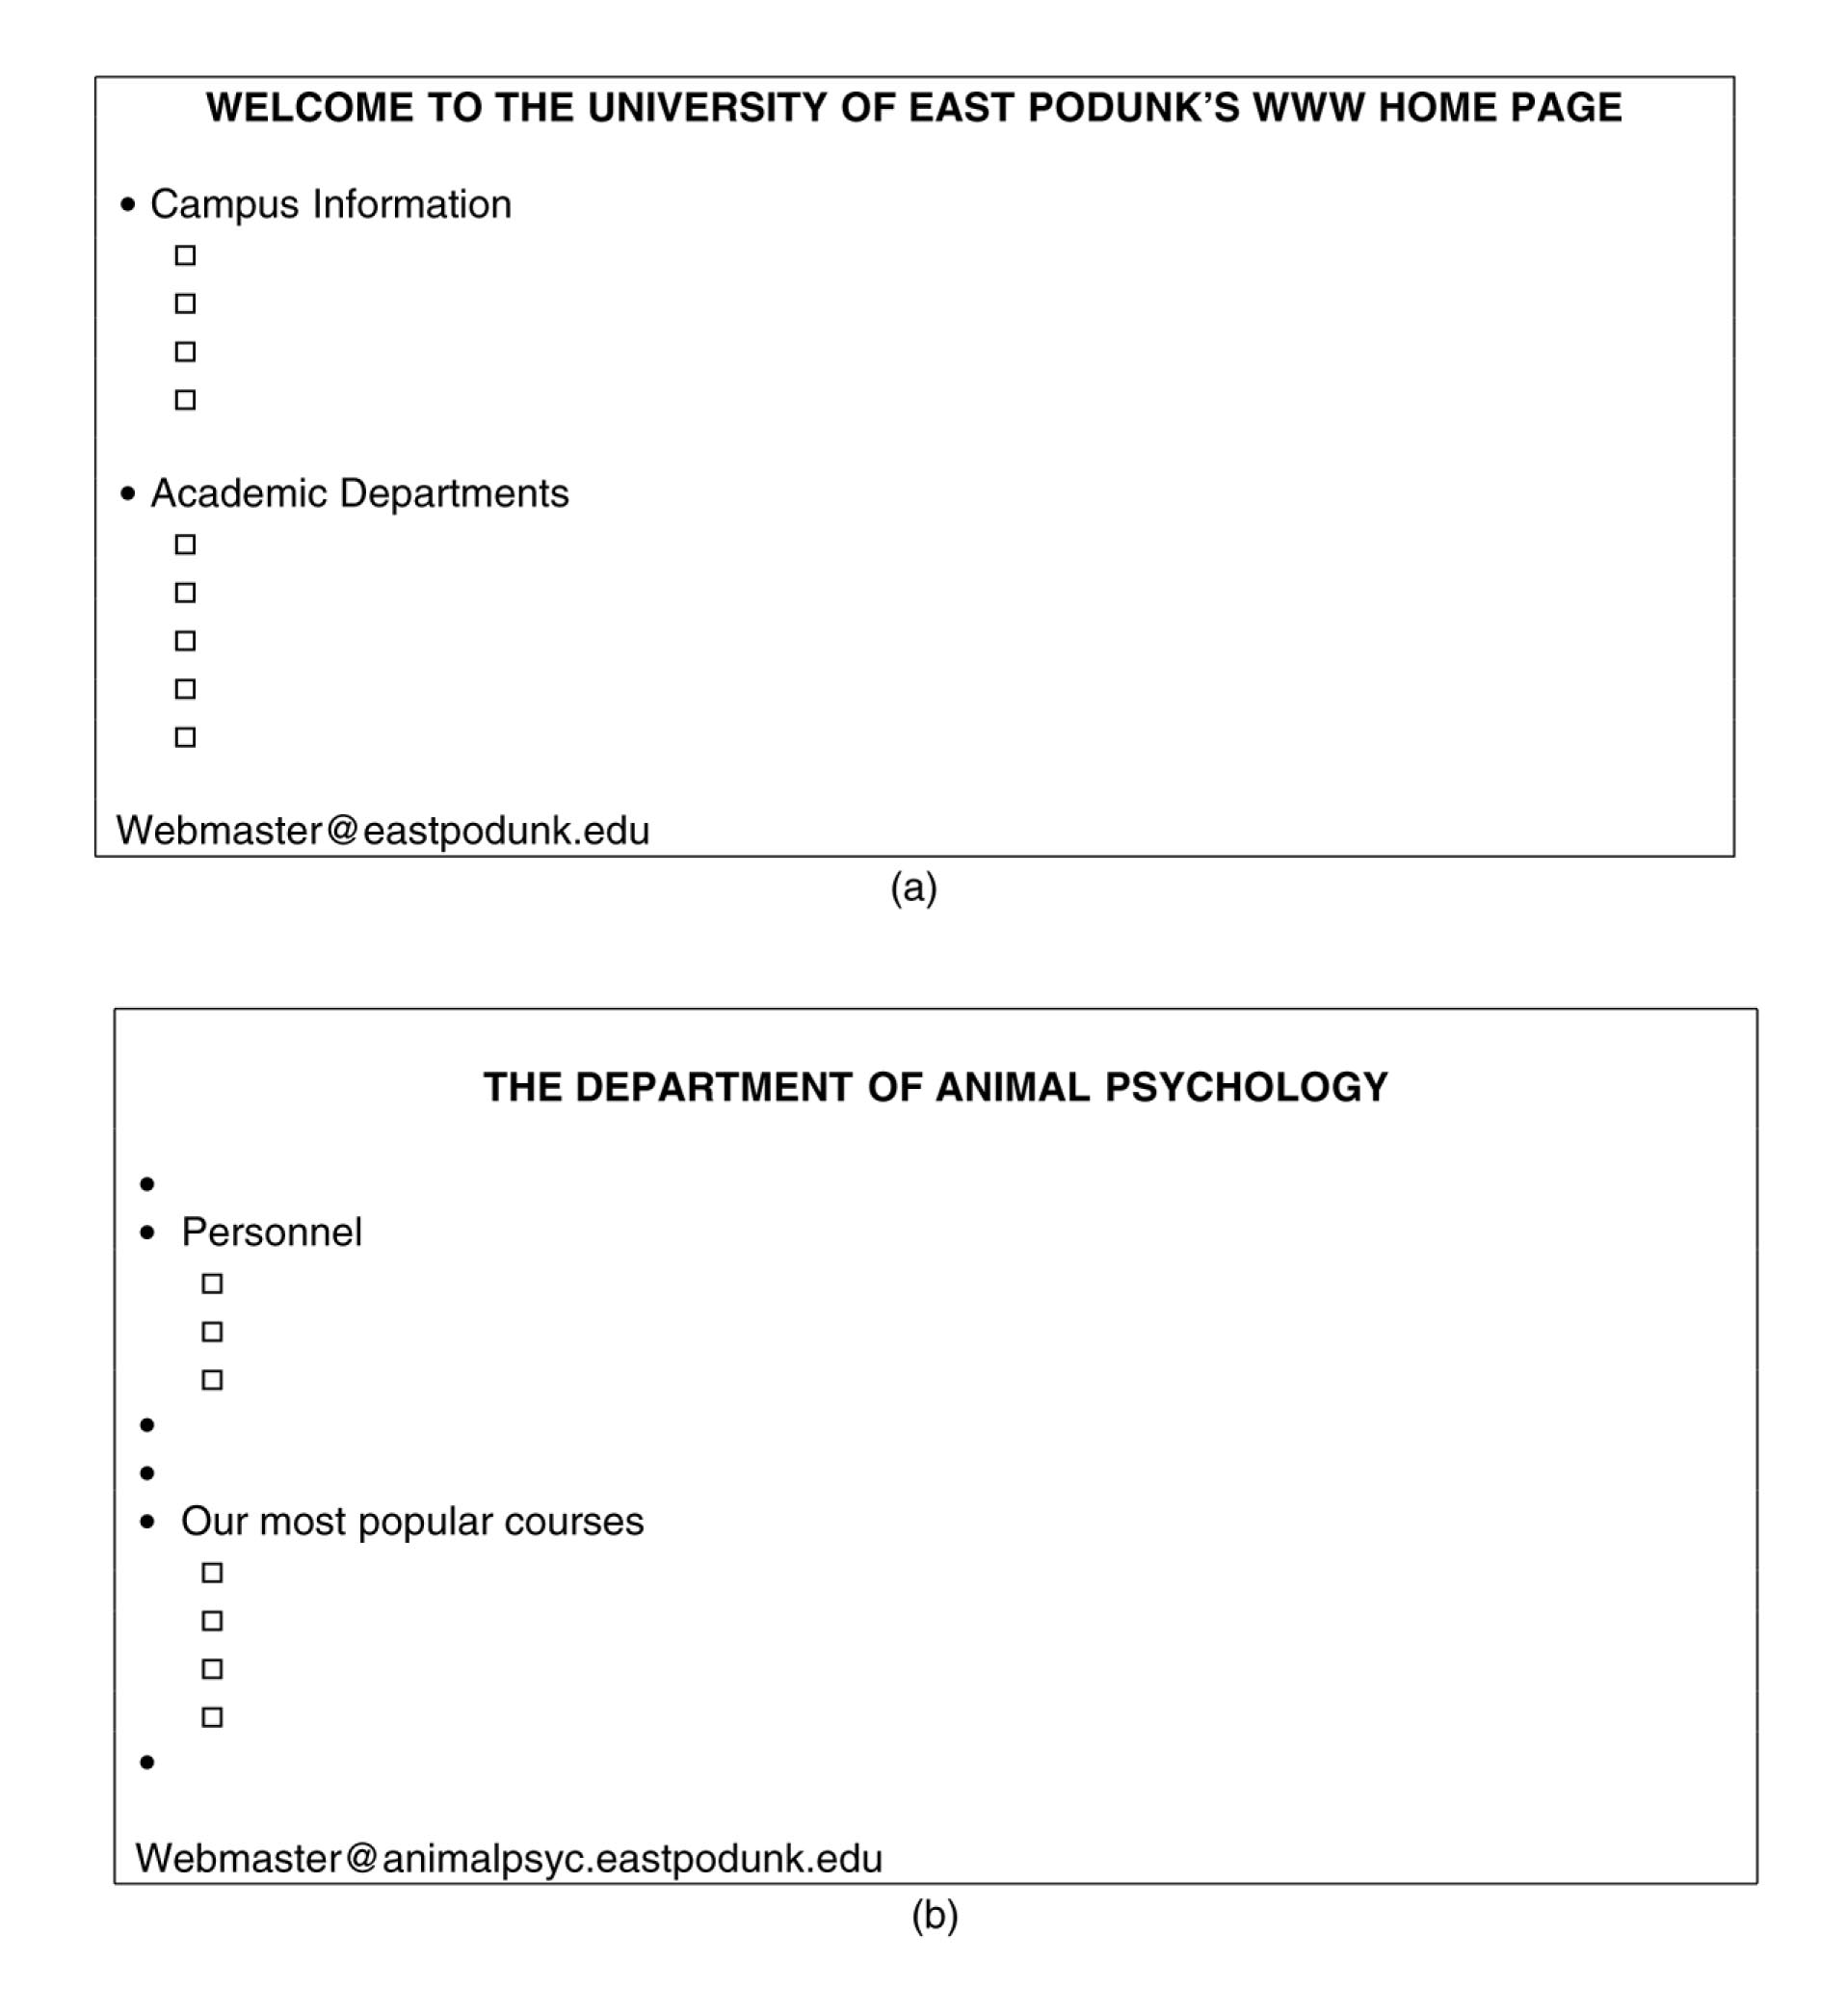 WELCOME TO THE UNIVERSITY OF EAST PODUNK’S WWW HOME PAGE
• Campus Information
□
□
□
□
• Academic Departments
□
□
□
□
□
Webmaster@eastpodunk.edu
(a)
THE DEPARTMENT OF ANIMAL PSYCHOLOGY
•
• Personnel
□
□
□
•
•
• Our most popular courses
□
□
□
□
•
Webmaster@animalpsyc.eastpodunk.edu
(b)